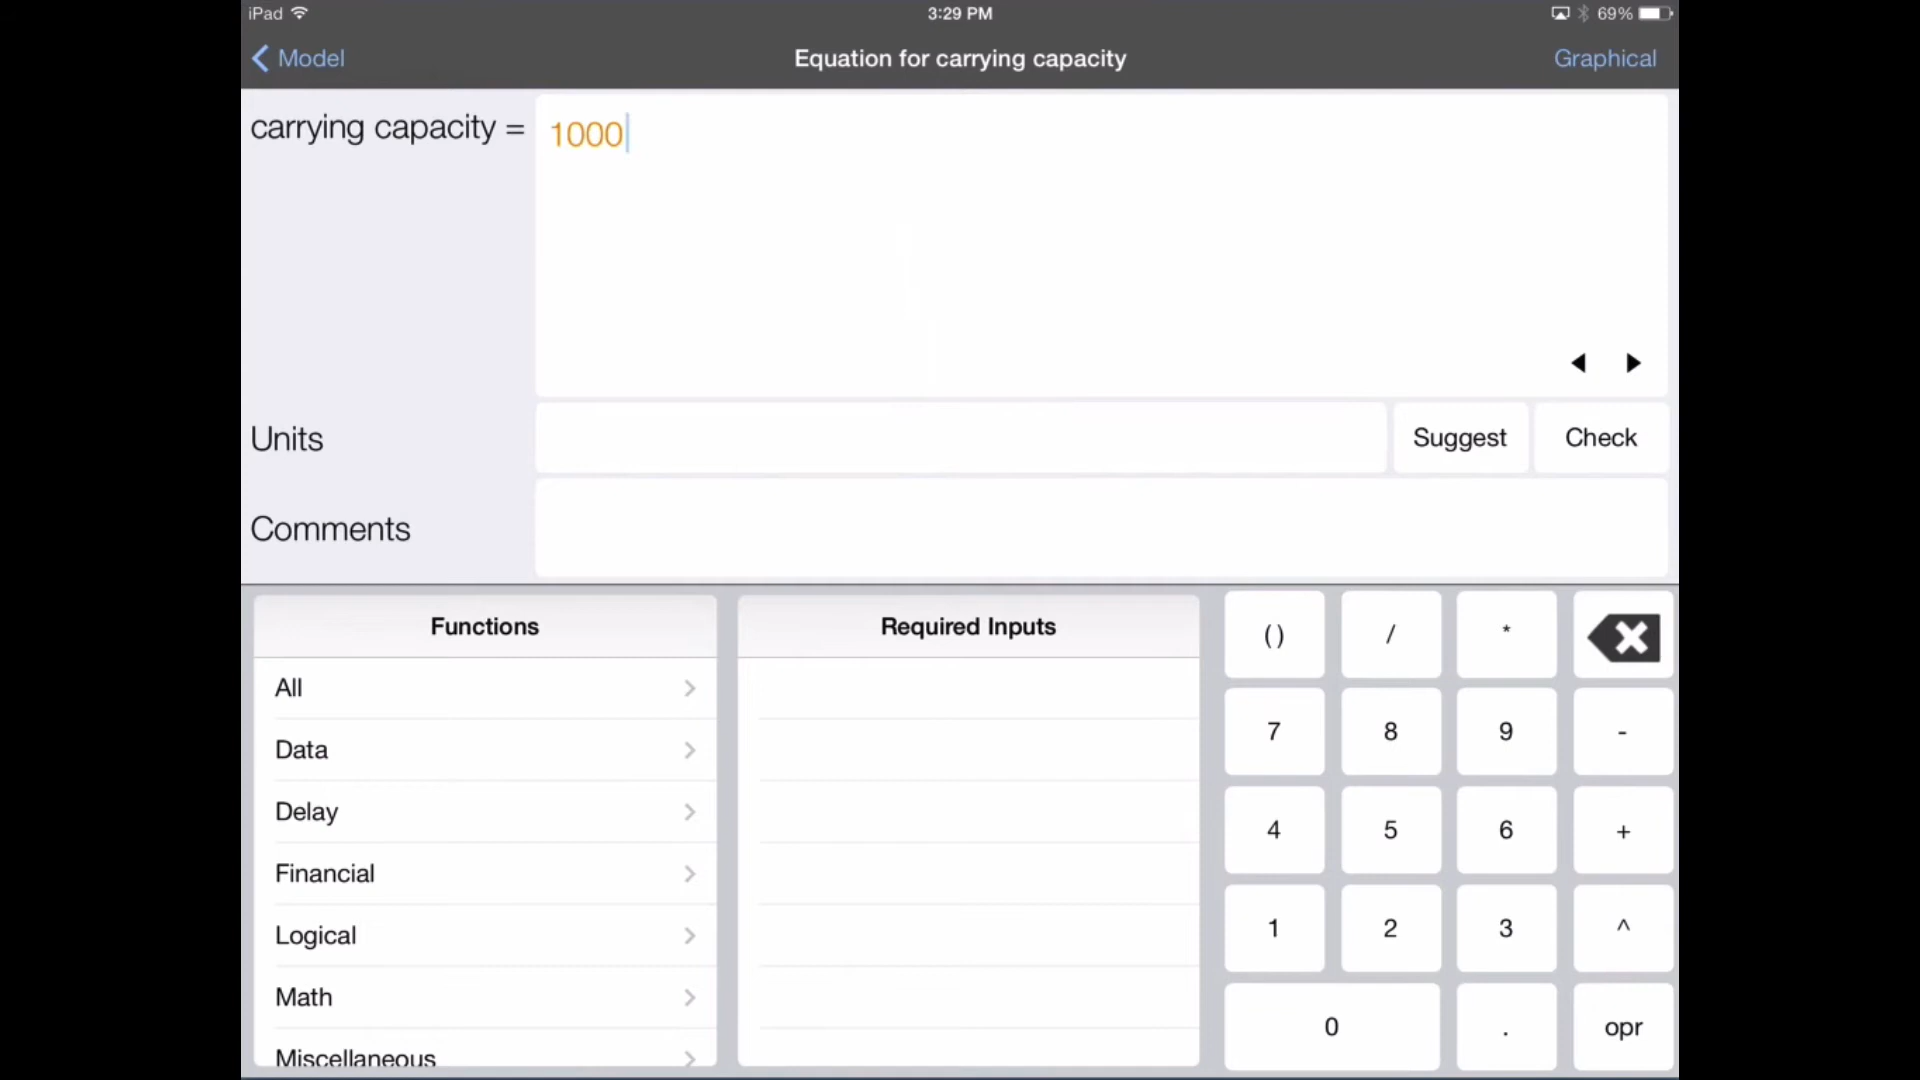 iPad
3:29 PM
69%
Model
Equation for carrying capacity
Graphical
carrying capacity =
1000
Units
Suggest
Check
Comments
Functions
Required Inputs
All
Data
Delay
Financial
Logical
Math
Miscellaneous
( ) / *
7 8 9 -
4 5 6 +
1 2 3 ^
0 . opr